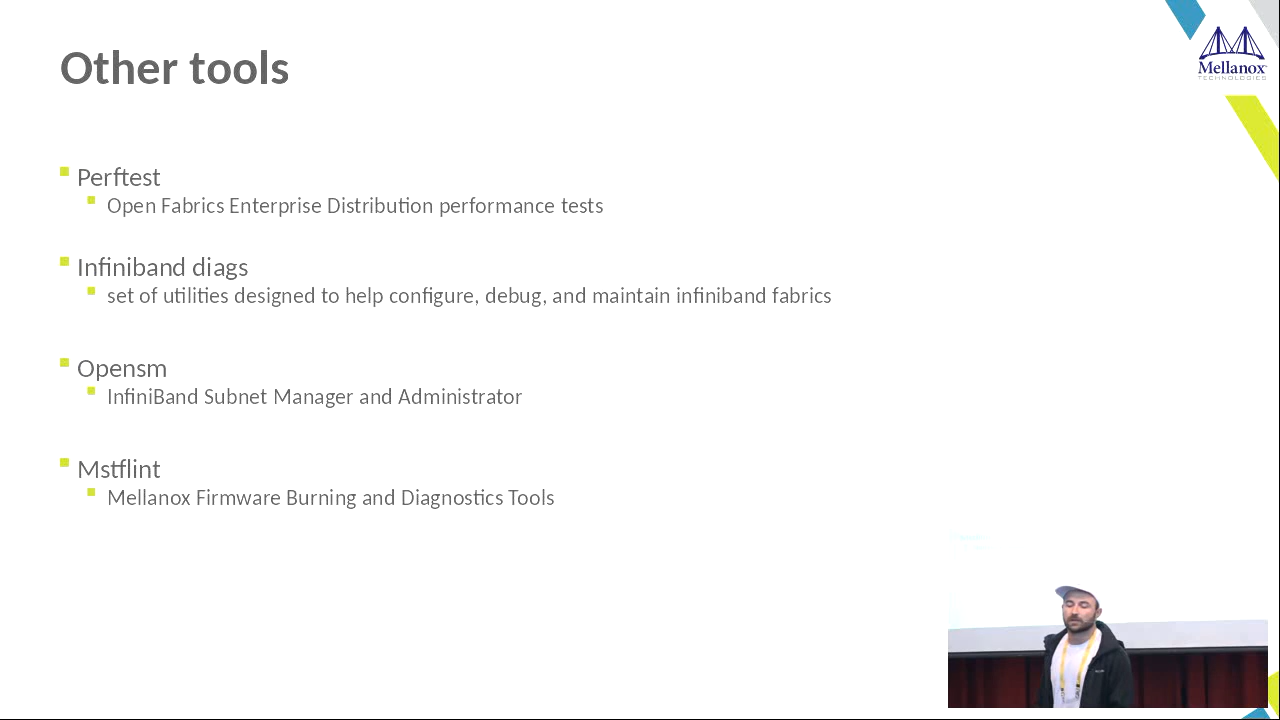 Other tools
Mellanox
TECHNOLOGIES
Perftest
Open Fabrics Enterprise Distribution performance tests
Infiniband diags
set of utilities designed to help configure, debug, and maintain infiniband fabrics
Opensm
InfiniBand Subnet Manager and Administrator
Mstflint
Mellanox Firmware Burning and Diagnostics Tools